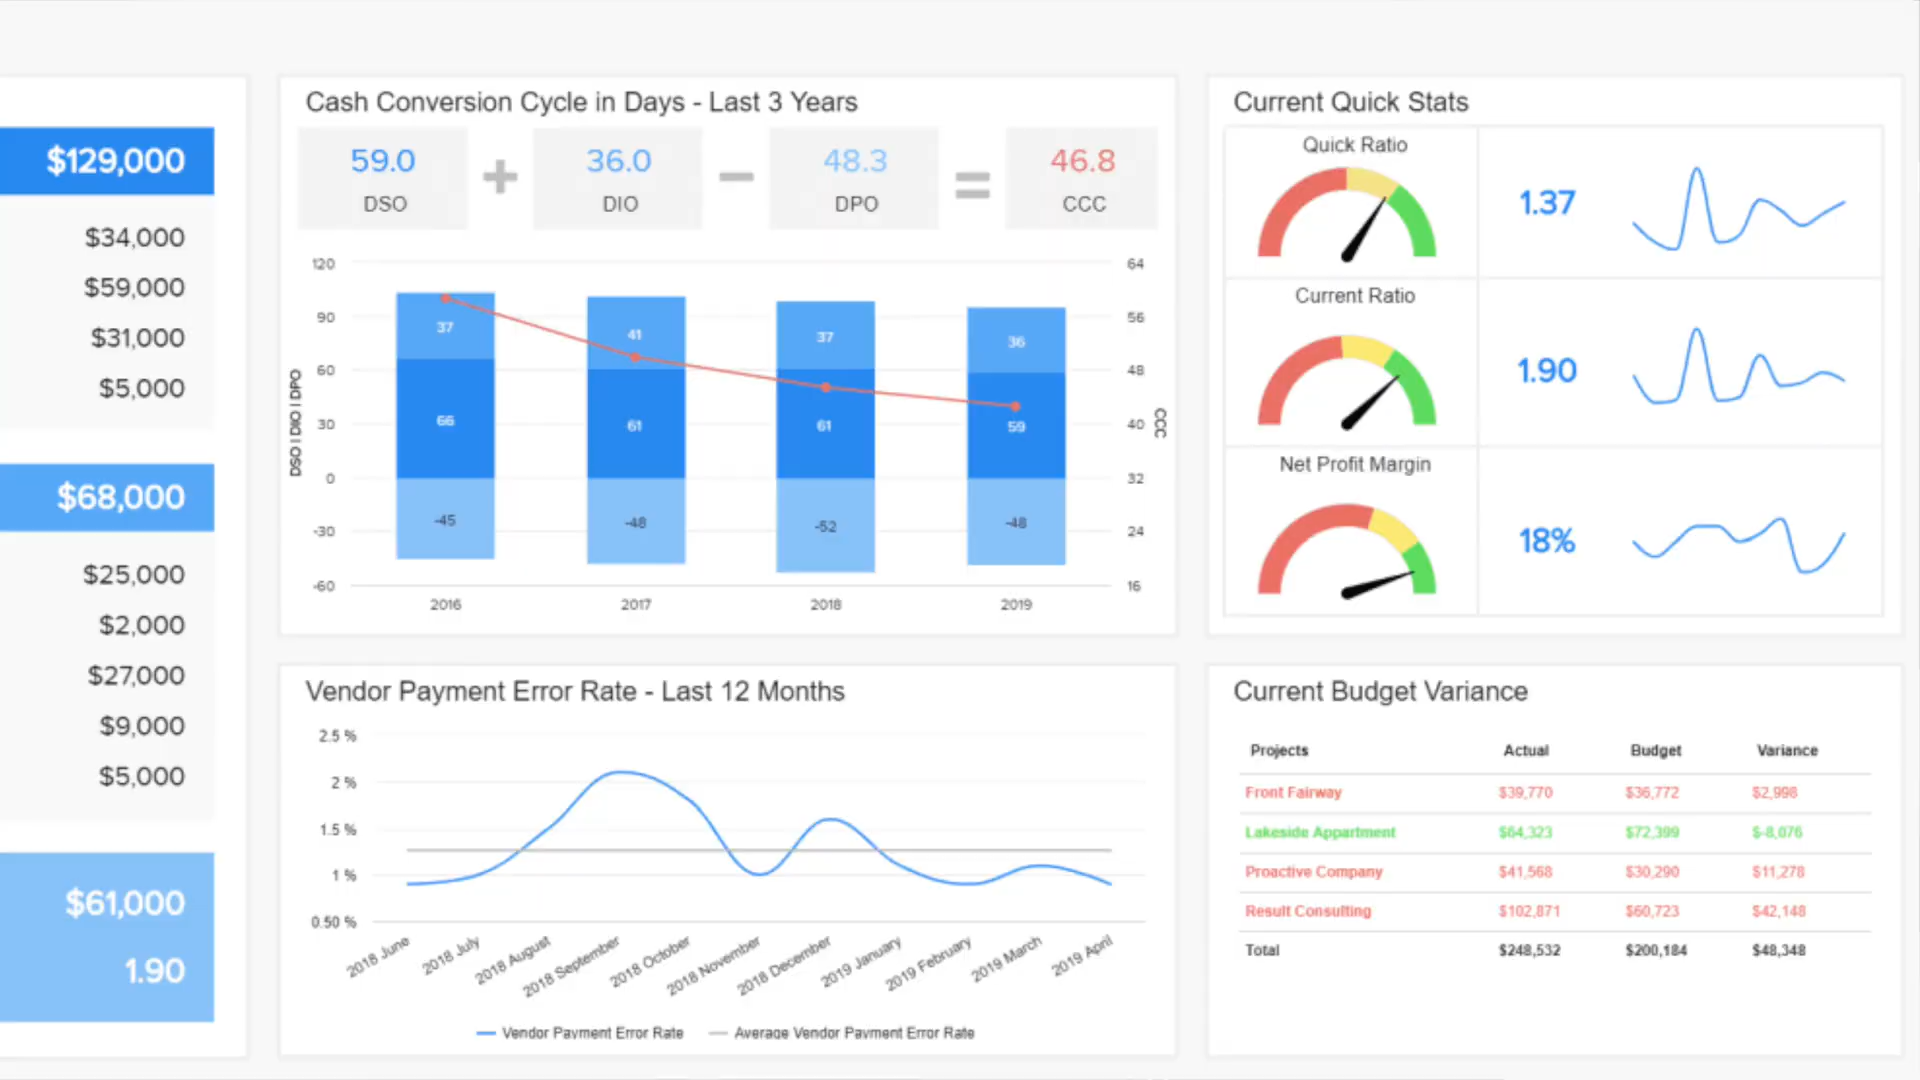 $129,000
$34,000
$59,000
$31,000
$5,000
$68,000
$25,000
$2,000
$27,000
$9,000
$5,000
$61,000
1.90
Cash Conversion Cycle in Days - Last 3 Years
59.0 + 36.0 − 48.3 = 46.8
DSO DIO DPO CCC
120 64
90 56
60 48
30 40
0 32
-30 24
-60 16
DSO | DIO | DPO
CCC
37 41 37 36
66 61 61 59
-45 -48 -52 -48
2016 2017 2018 2019
Current Quick Stats
Quick Ratio
1.37
Current Ratio
1.90
Net Profit Margin
18%
Vendor Payment Error Rate - Last 12 Months
2.5 %
2 %
1.5 %
1 %
0.50 %
2018 June 2018 July 2018 August 2018 September 2018 October 2018 November 2018 December 2019 January 2019 February 2019 March 2019 April
Vendor Payment Error Rate Average Vendor Payment Error Rate
Current Budget Variance
Projects Actual Budget Variance
Front Fairway $39,770 $36,772 $2,998
Lakeside Appartment $64,323 $72,399 $-8,076
Proactive Company $41,568 $30,290 $11,278
Result Consulting $102,871 $60,723 $42,148
Total $248,532 $200,184 $48,348